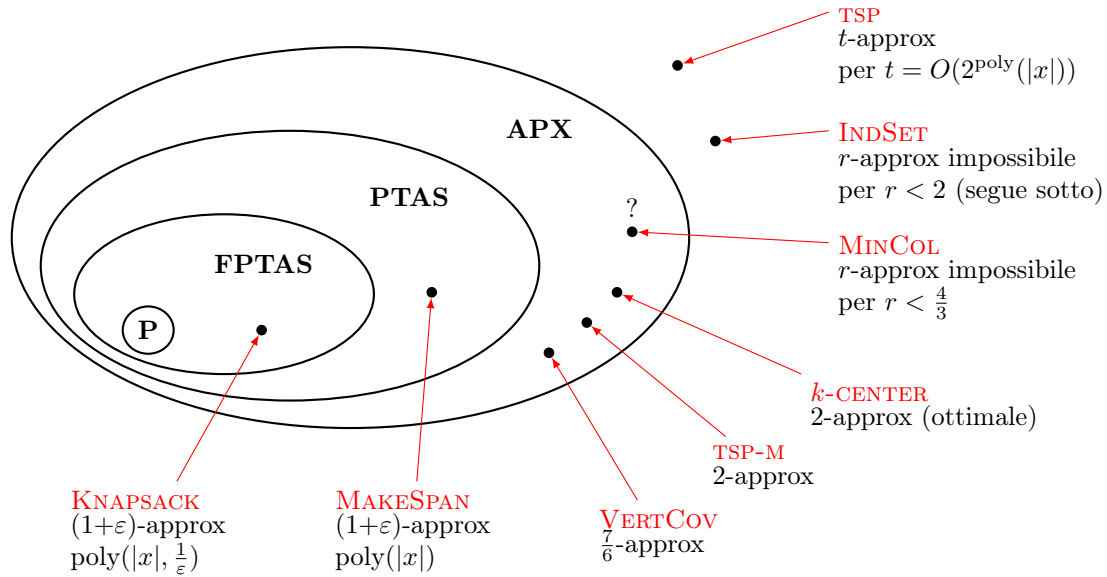 TSP
t-approx
per t = O(2^poly(|x|))
APX
INDSET
r-approx impossibile
per r < 2 (segue sotto)
PTAS
?
MINCOL
r-approx impossibile
per r < 4/3
FPTAS
P
k-CENTER
2-approx (ottimale)
TSP-M
2-approx
KNAPSACK
(1+ε)-approx
poly(|x|, 1/ε)
MAKESPAN
(1+ε)-approx
poly(|x|)
VERTCOV
7/6-approx